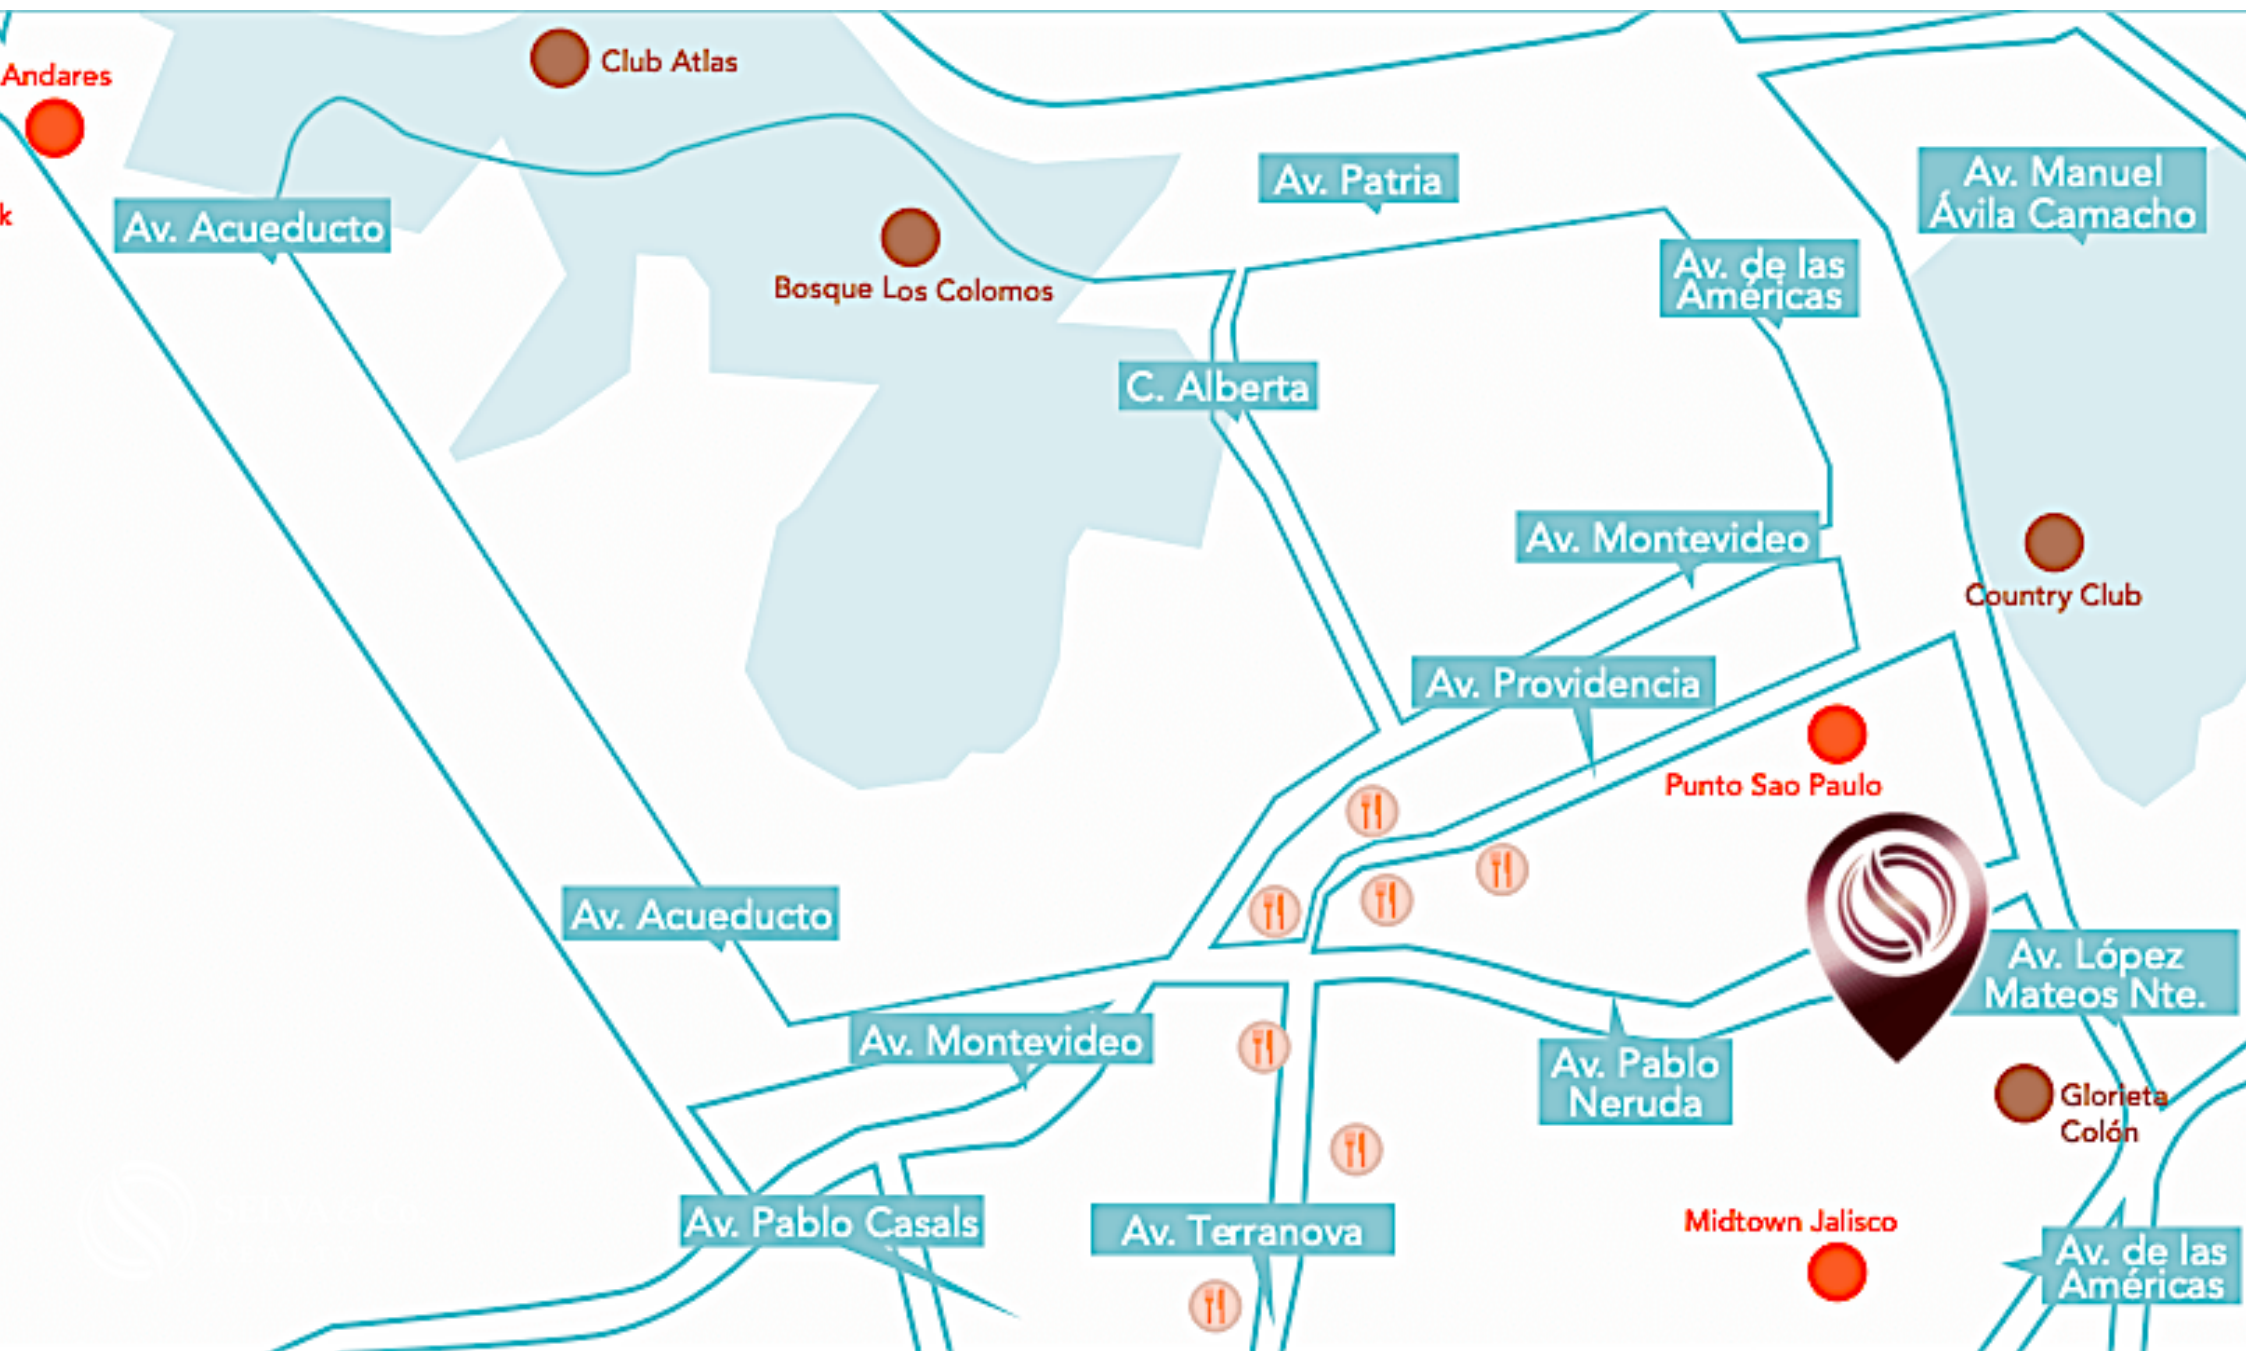 Club Atlas
Andares
Av. Patria
Av. Manuel
Ávila Camacho
k
Av. Acueducto
Bosque Los Colomos
Av. de las
Américas
C. Alberta
Av. Montevideo
Country Club
Av. Providencia
Punto Sao Paulo
Av. Acueducto
Av. López
Mateos Nte.
Av. Montevideo
Av. Pablo
Neruda
Glorieta
Colón
Av. Pablo Casals
Av. Terranova
Midtown Jalisco
Av. de las
Américas